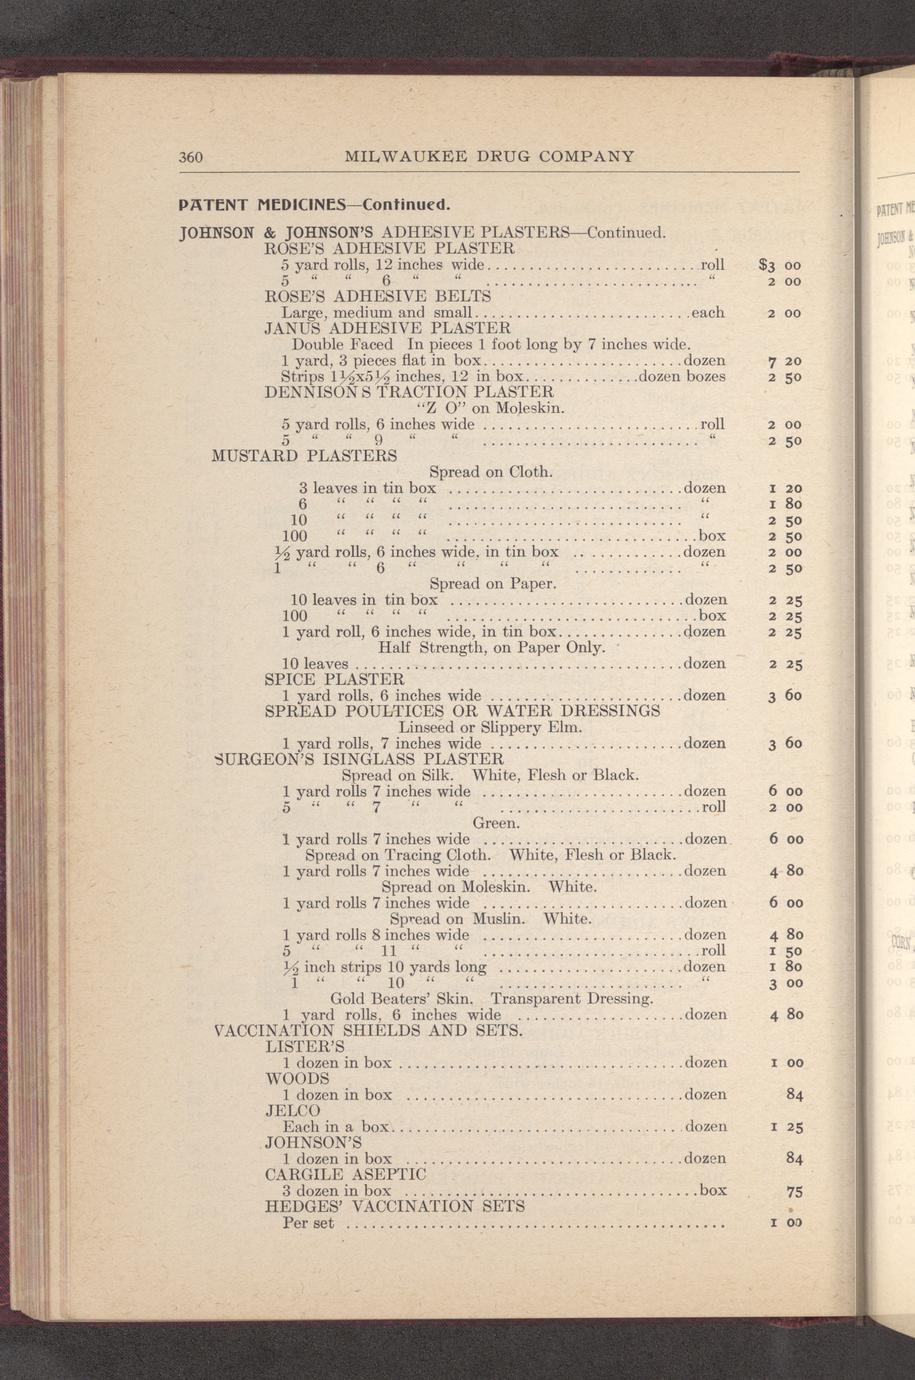 360 MILWAUKEE DRUG COMPANY
PATENT MEDICINES—Continued.
JOHNSON & JOHNSON'S ADHESIVE PLASTERS—Continued.
ROSE'S ADHESIVE PLASTER
5 yard rolls, 12 inches wide.........................roll $3 00
5 “ “ 6 “ “ ......................... “ 2 00
ROSE'S ADHESIVE BELTS
Large, medium and small.........................each 2 00
JANUS ADHESIVE PLASTER
Double Faced In pieces 1 foot long by 7 inches wide.
1 yard, 3 pieces flat in box.......................dozen 7 20
Strips 1½x5½ inches, 12 in box.............dozen bozes 2 50
DENNISON S TRACTION PLASTER
“Z O” on Moleskin.
5 yard rolls, 6 inches wide .........................roll 2 00
5 “ “ 9 “ “ ......................... “ 2 50
MUSTARD PLASTERS
Spread on Cloth.
3 leaves in tin box ...........................dozen 1 20
6 “ “ “ “ ........................... “ 1 80
10 “ “ “ “ ........................... “ 2 50
100 “ “ “ “ .............................box 2 50
½ yard rolls, 6 inches wide, in tin box .............dozen 2 00
1 “ “ 6 “ “ “ “ ............. “ 2 50
Spread on Paper.
10 leaves in tin box ...........................dozen 2 25
100 “ “ “ “ .............................box 2 25
1 yard roll, 6 inches wide, in tin box...............dozen 2 25
Half Strength, on Paper Only.
10 leaves ......................................dozen 2 25
SPICE PLASTER
1 yard rolls, 6 inches wide .......................dozen 3 60
SPREAD POULTICES OR WATER DRESSINGS
Linseed or Slippery Elm.
1 yard rolls, 7 inches wide .......................dozen 3 60
SURGEON'S ISINGLASS PLASTER
Spread on Silk. White, Flesh or Black.
1 yard rolls 7 inches wide .......................dozen 6 00
5 “ “ 7 “ “ ........................roll 2 00
Green.
1 yard rolls 7 inches wide .......................dozen 6 00
Spread on Tracing Cloth. White, Flesh or Black.
1 yard rolls 7 inches wide .......................dozen 4 80
Spread on Moleskin. White.
1 yard rolls 7 inches wide .......................dozen 6 00
Spread on Muslin. White.
1 yard rolls 8 inches wide .......................dozen 4 80
5 “ “ 11 “ “ ..........................roll 1 50
½ inch strips 10 yards long ......................dozen 1 80
1 “ “ 10 “ “ ...................... “ 3 00
Gold Beaters' Skin. Transparent Dressing.
1 yard rolls, 6 inches wide ....................dozen 4 80
VACCINATION SHIELDS AND SETS.
LISTER'S
1 dozen in box .................................dozen 1 00
WOODS
1 dozen in box ................................dozen 84
JELCO
Each in a box..................................dozen 1 25
JOHNSON'S
1 dozen in box ................................dozen 84
CARGILE ASEPTIC
3 dozen in box ..................................box 75
HEDGES' VACCINATION SETS
Per set ............................................ 1 00
PATENT ME
JOHNSON &
CORN